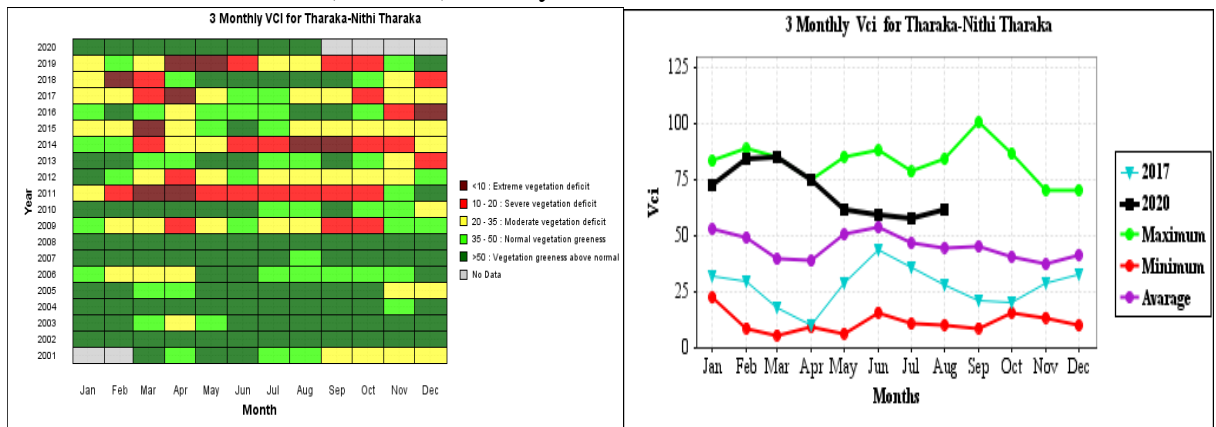 3 Monthly VCI for Tharaka-Nithi Tharaka
2020
2019
2018
2017
2016
2015
2014
2013
2012
2011
2010
2009
2008
2007
2006
2005
2004
2003
2002
2001
Year
Jan Feb Mar Apr May Jun Jul Aug Sep Oct Nov Dec
Month
<10 : Extreme vegetation deficit
10 - 20 : Severe vegetation deficit
20 - 35 : Moderate vegetation deficit
35 - 50 : Normal vegetation greeness
>50 : Vegetation greeness above normal
No Data
3 Monthly Vci for Tharaka-Nithi Tharaka
125
100
75
50
25
0
Vci
Jan Feb Mar Apr May Jun Jul Aug Sep Oct Nov Dec
Months
2017
2020
Maximum
Minimum
Avarage